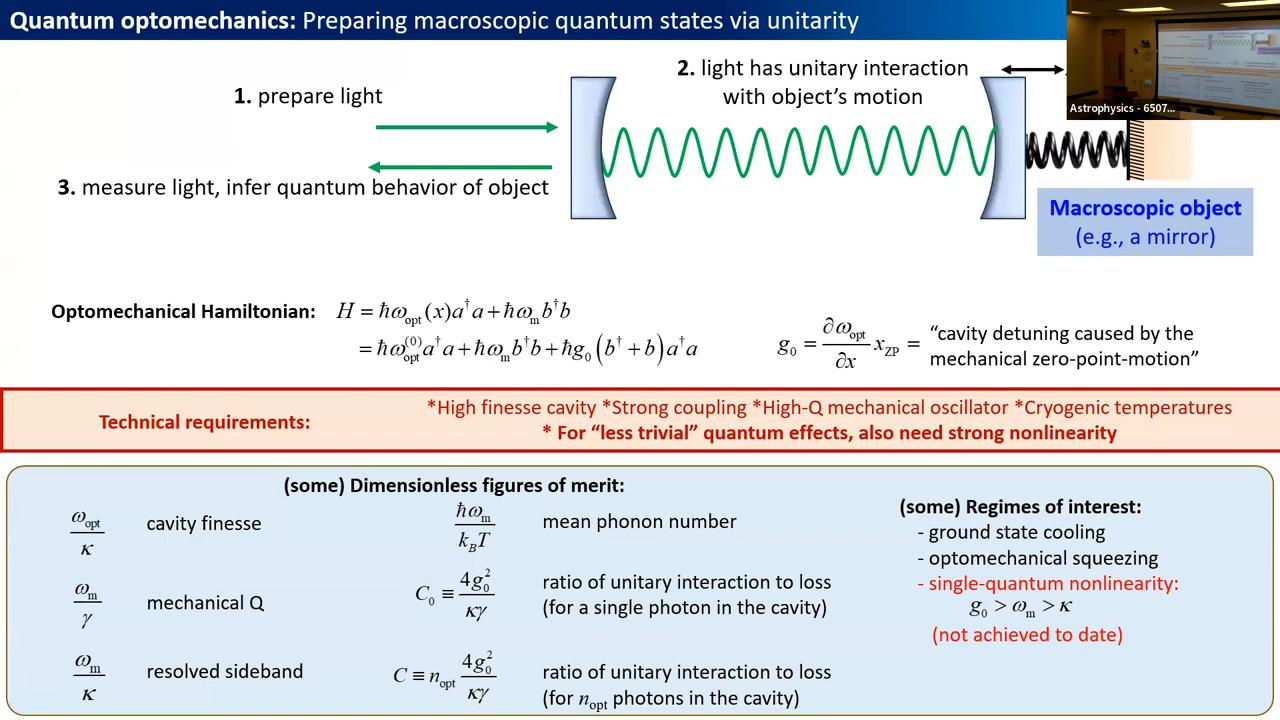 Quantum optomechanics: Preparing macroscopic quantum states via unitarity
Astrophysics - 6507...
1. prepare light
2. light has unitary interaction
with object's motion
3. measure light, infer quantum behavior of object
Macroscopic object
(e.g., a mirror)
Optomechanical Hamiltonian: H = ℏω_opt(x)a†a + ℏω_m b†b
= ℏω_opt^(0) a†a + ℏω_m b†b + ℏg_0 (b† + b) a†a
g_0 = ∂ω_opt/∂x x_ZP = "cavity detuning caused by the
mechanical zero-point-motion"
Technical requirements:
*High finesse cavity *Strong coupling *High-Q mechanical oscillator *Cryogenic temperatures
* For "less trivial" quantum effects, also need strong nonlinearity
(some) Dimensionless figures of merit:
ω_opt/κ cavity finesse
ω_m/γ mechanical Q
ω_m/κ resolved sideband
ℏω_m/k_B T mean phonon number
C_0 ≡ 4g_0^2/κγ ratio of unitary interaction to loss
(for a single photon in the cavity)
C ≡ n_opt 4g_0^2/κγ ratio of unitary interaction to loss
(for n_opt photons in the cavity)
(some) Regimes of interest:
- ground state cooling
- optomechanical squeezing
- single-quantum nonlinearity:
g_0 > ω_m > κ
(not achieved to date)